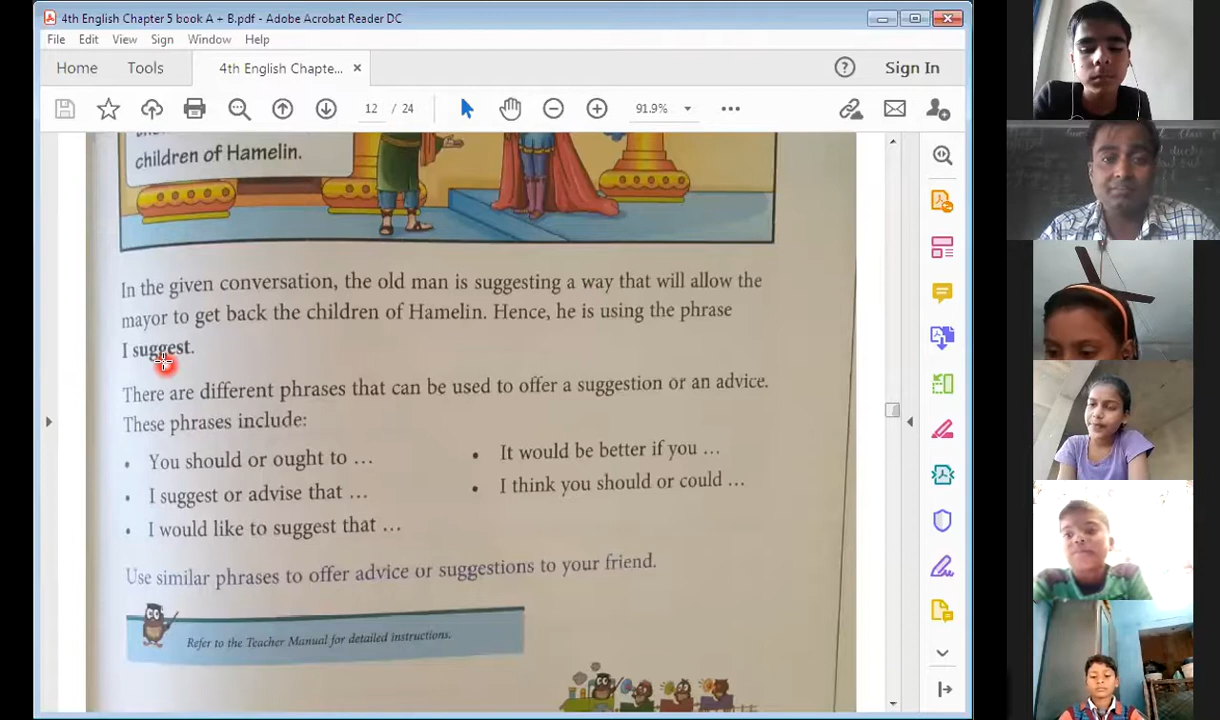 4th English Chapter 5 book A + B.pdf - Adobe Acrobat Reader DC
File Edit View Sign Window Help
Home Tools 4th English Chapte... × Sign In
12 / 24 91.9%
children of Hamelin.
In the given conversation, the old man is suggesting a way that will allow the
mayor to get back the children of Hamelin. Hence, he is using the phrase
I suggest.
There are different phrases that can be used to offer a suggestion or an advice.
These phrases include:
• You should or ought to ...
• I suggest or advise that ...
• I would like to suggest that ...
• It would be better if you ...
• I think you should or could ...
Use similar phrases to offer advice or suggestions to your friend.
Refer to the Teacher Manual for detailed instructions.